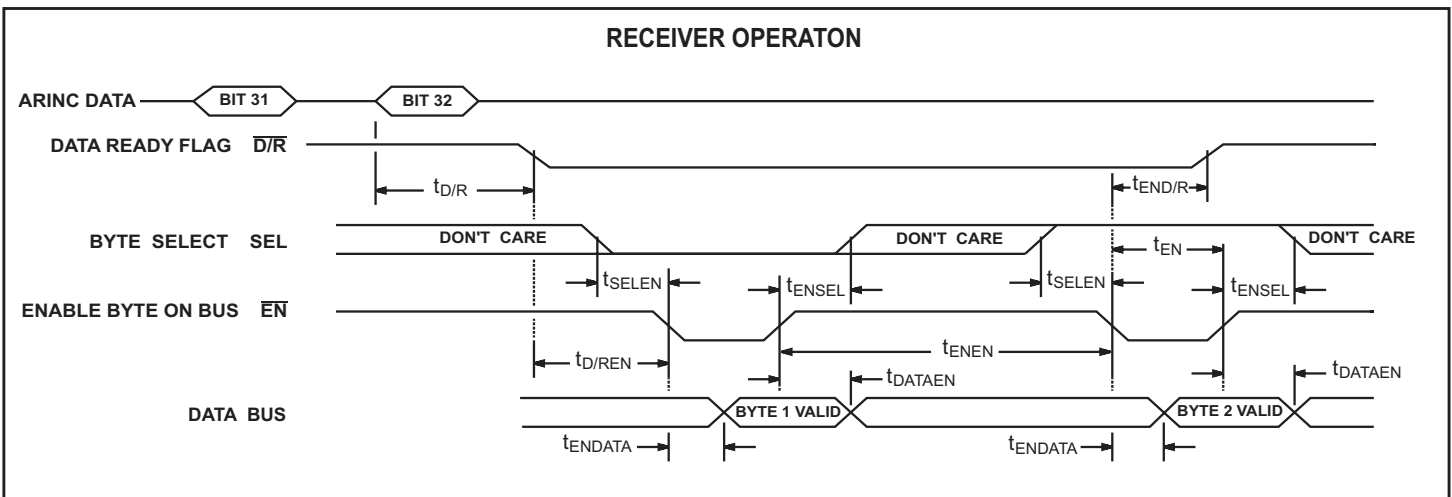 RECEIVER OPERATON
ARINC DATA BIT 31 BIT 32
DATA READY FLAG D/R
tD/R tEND/R
BYTE SELECT SEL DON'T CARE DON'T CARE DON'T CARE
tEN
tSELEN tENSEL tSELEN tENSEL
ENABLE BYTE ON BUS EN
tD/REN tENEN
tDATAEN tDATAEN
DATA BUS BYTE 1 VALID BYTE 2 VALID
tENDATA tENDATA